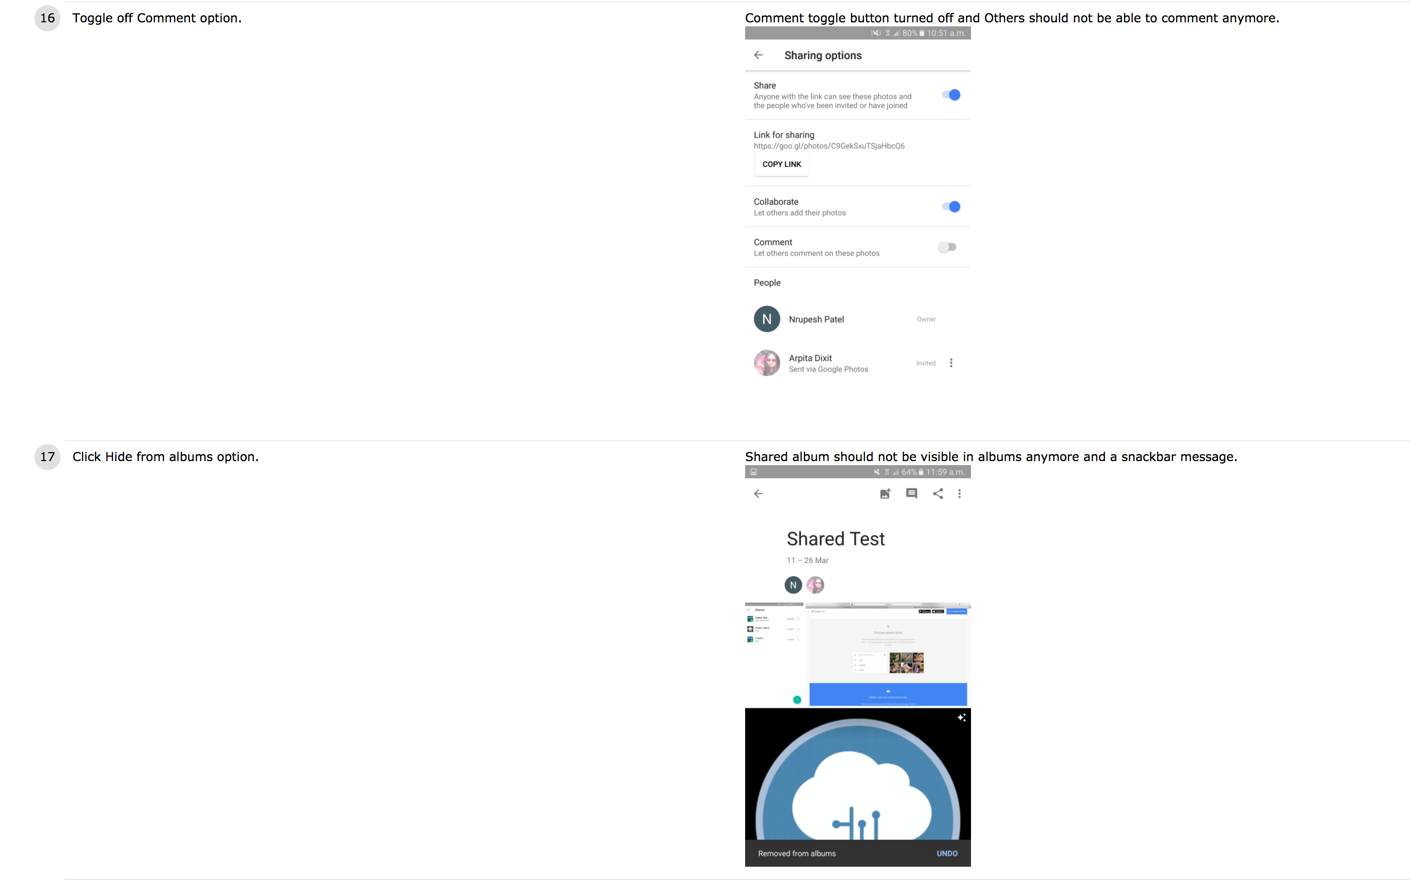 16 Toggle off Comment option.
Comment toggle button turned off and Others should not be able to comment anymore.
80% 10:51 a.m.
Sharing options
Share
Anyone with the link can see these photos and
the people who've been invited or have joined
Link for sharing
https://goo.gl/photos/C9GekSxuTSjaHbcQ6
COPY LINK
Collaborate
Let others add their photos
Comment
Let others comment on these photos
People
N Nrupesh Patel Owner
Arpita Dixit
Sent via Google Photos
Invited
17 Click Hide from albums option.
Shared album should not be visible in albums anymore and a snackbar message.
64% 11:59 a.m.
Shared Test
11 – 26 Mar
N
Removed from albums UNDO